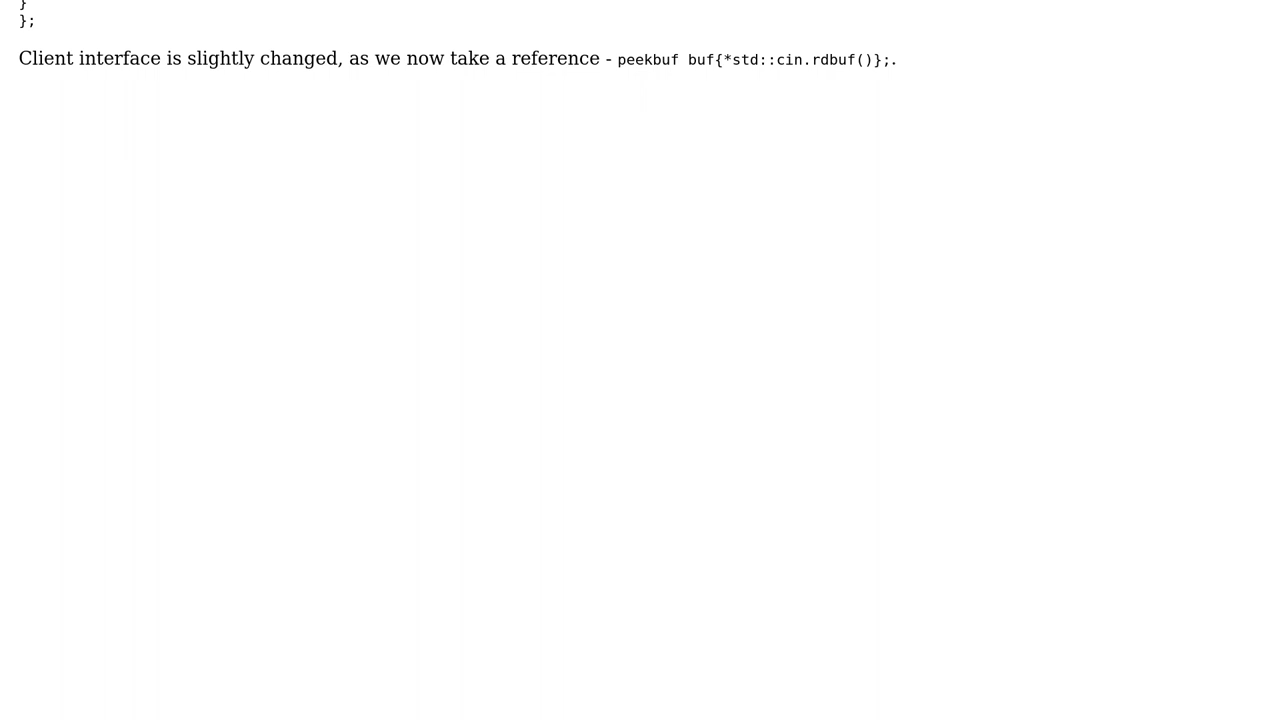 }
};
Client interface is slightly changed, as we now take a reference - peekbuf buf{*std::cin.rdbuf()};.